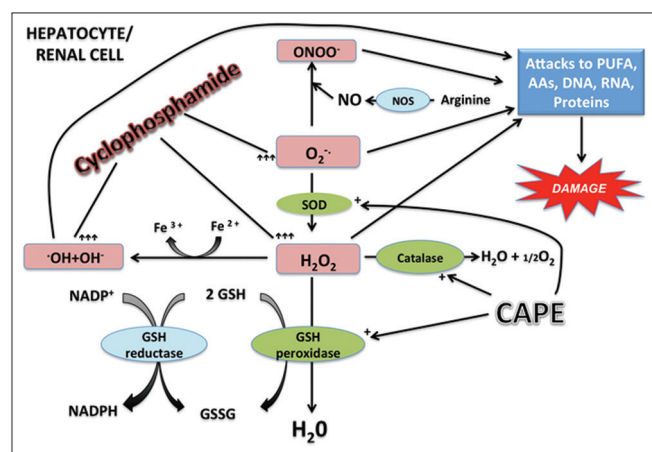 HEPATOCYTE/
RENAL CELL
ONOO⁻
Attacks to PUFA,
AAs, DNA, RNA,
Proteins
Cyclophosphamide
NO
NOS
Arginine
↑↑↑
O₂⁻·
DAMAGE
SOD
+
Fe ³⁺
Fe ²⁺
↑↑↑
↑↑↑
·OH+OH⁻
H₂O₂
Catalase
H₂O + 1/2O₂
+
NADP⁺
2 GSH
CAPE
GSH
reductase
GSH
peroxidase
+
NADPH
GSSG
H₂0